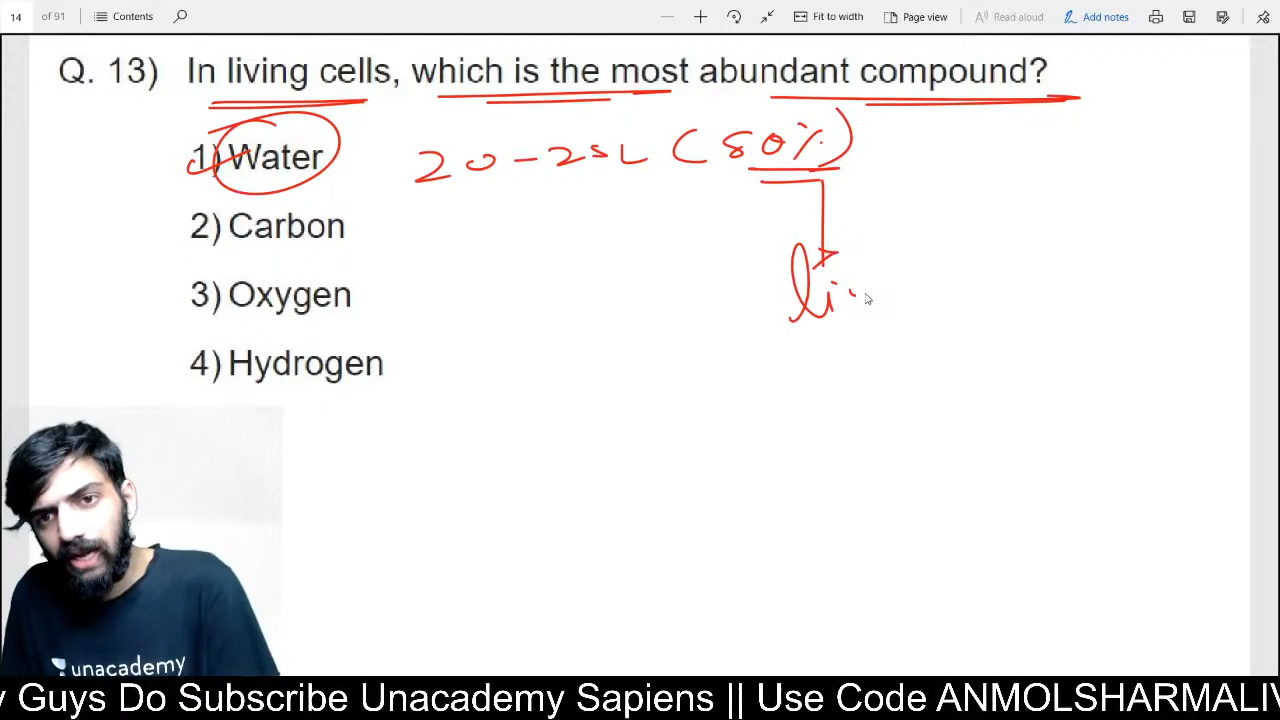 14 of 91 Contents Fit to width Page view Read aloud Add notes
Q. 13) In living cells, which is the most abundant compound?
1) Water 20-25L (80%)
2) Carbon
li
3) Oxygen
4) Hydrogen
unacademy
y Guys Do Subscribe Unacademy Sapiens || Use Code ANMOLSHARMALIV